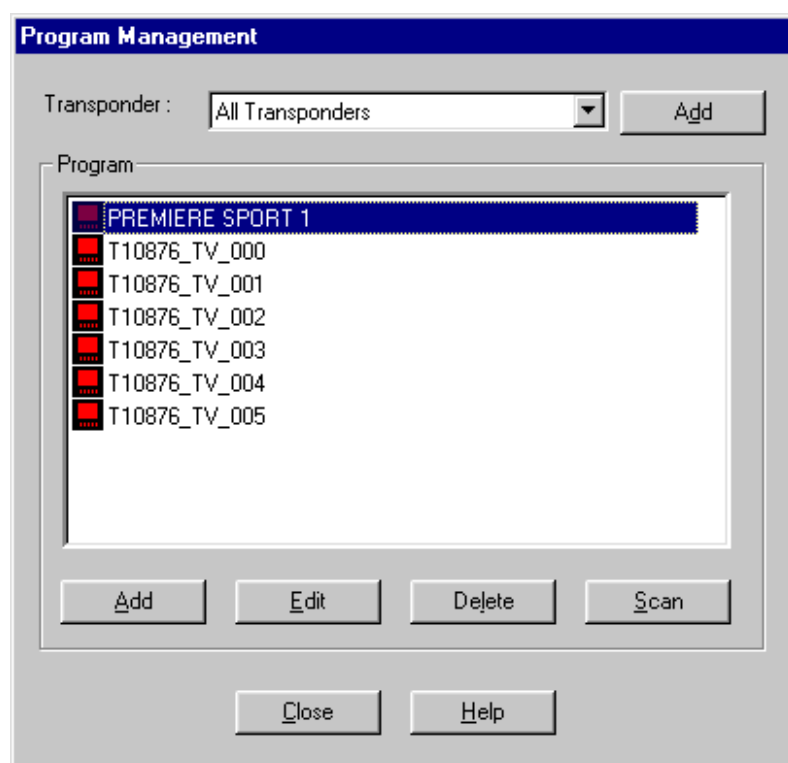 Program Management
Transponder : All Transponders Add
Program
PREMIERE SPORT 1
T10876_TV_000
T10876_TV_001
T10876_TV_002
T10876_TV_003
T10876_TV_004
T10876_TV_005
Add Edit Delete Scan
Close Help